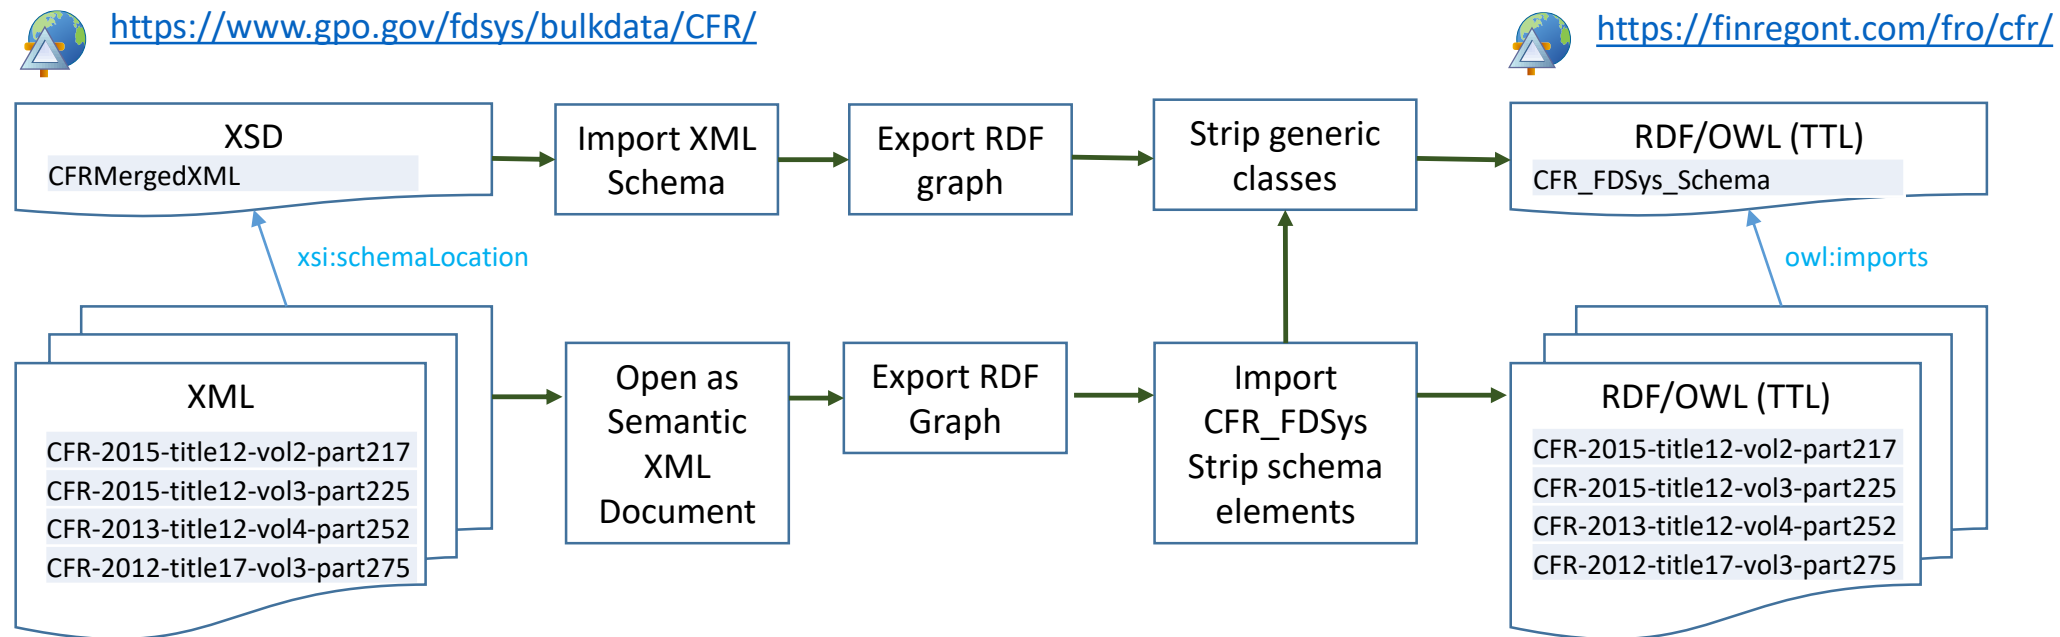 https://www.gpo.gov/fdsys/bulkdata/CFR/
https://finregont.com/fro/cfr/
XSD
CFRMergedXML
Import XML
Schema
Export RDF
graph
Strip generic
classes
RDF/OWL (TTL)
CFR_FDSys_Schema
xsi:schemaLocation
owl:imports
XML
CFR-2015-title12-vol2-part217
CFR-2015-title12-vol3-part225
CFR-2013-title12-vol4-part252
CFR-2012-title17-vol3-part275
Open as
Semantic
XML
Document
Export RDF
Graph
Import
CFR_FDSys
Strip schema
elements
RDF/OWL (TTL)
CFR-2015-title12-vol2-part217
CFR-2015-title12-vol3-part225
CFR-2013-title12-vol4-part252
CFR-2012-title17-vol3-part275